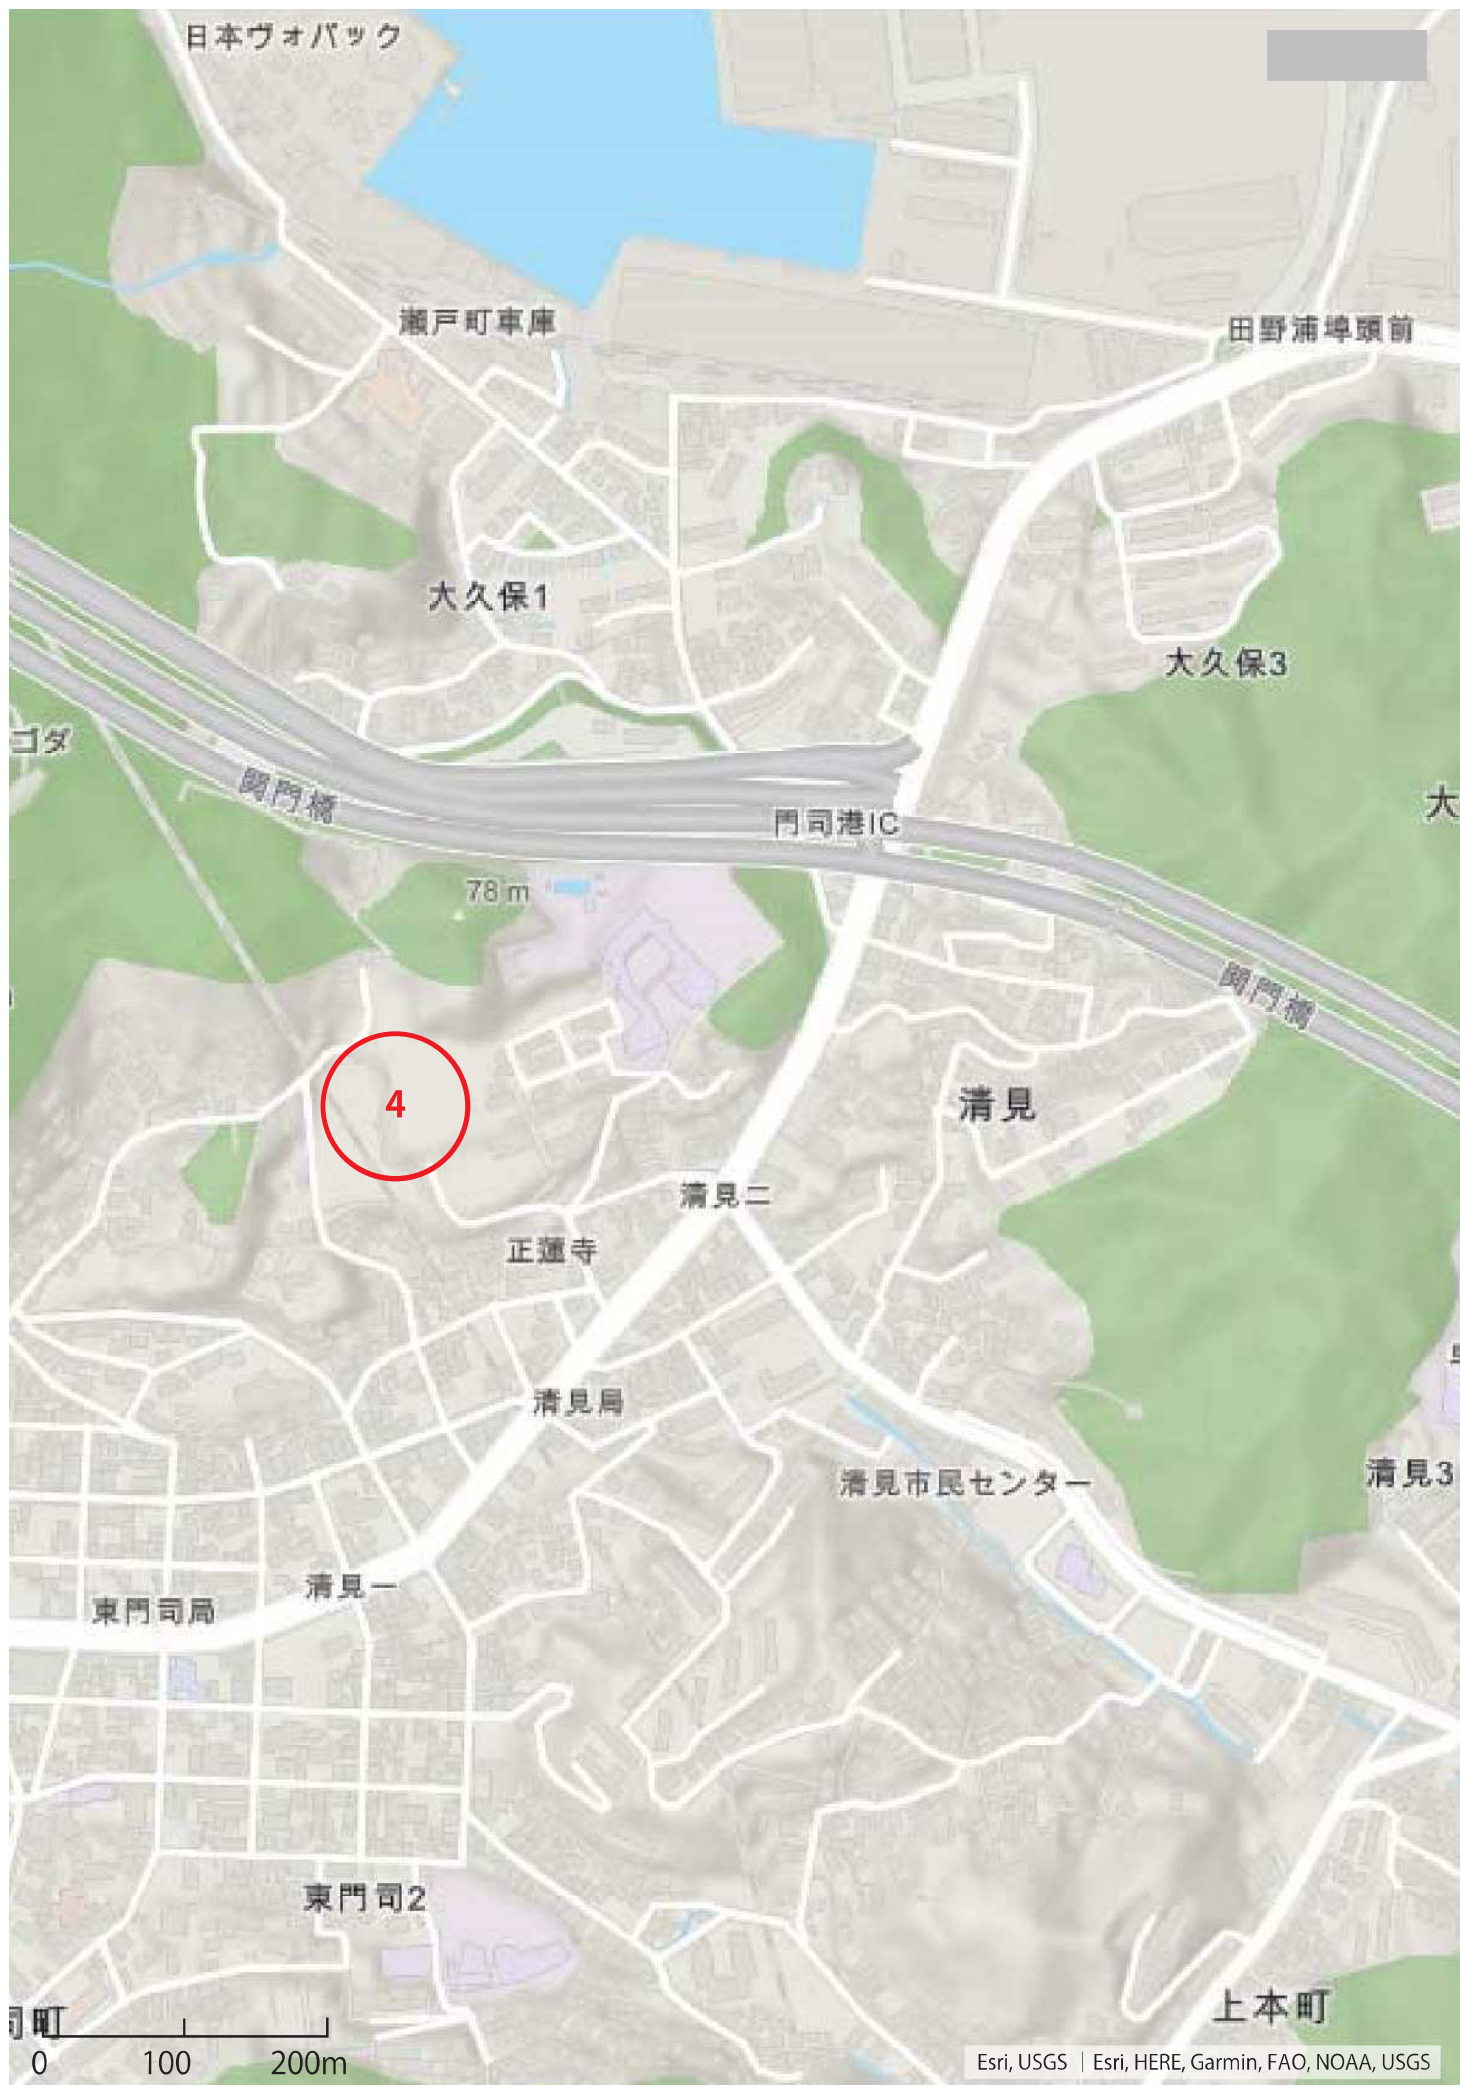 日本ヴォパック
瀬戸町車庫
田野浦埠頭前
大久保1
大久保3
ゴダ
関門橋
門司港IC
大
78 m
関門橋
4
清見
清見二
正蓮寺
清見局
清見市民センター
清見3
清見一
東門司局
東門司2
司町
上本町
0 100 200m
Esri, USGS | Esri, HERE, Garmin, FAO, NOAA, USGS